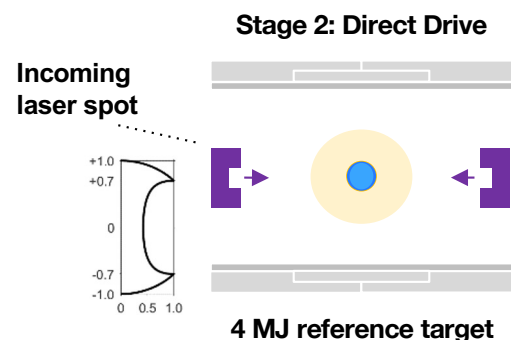 Stage 2: Direct Drive
Incoming
laser spot
+1.0
+0.7
0
-0.7
-1.0
0 0.5 1.0
4 MJ reference target